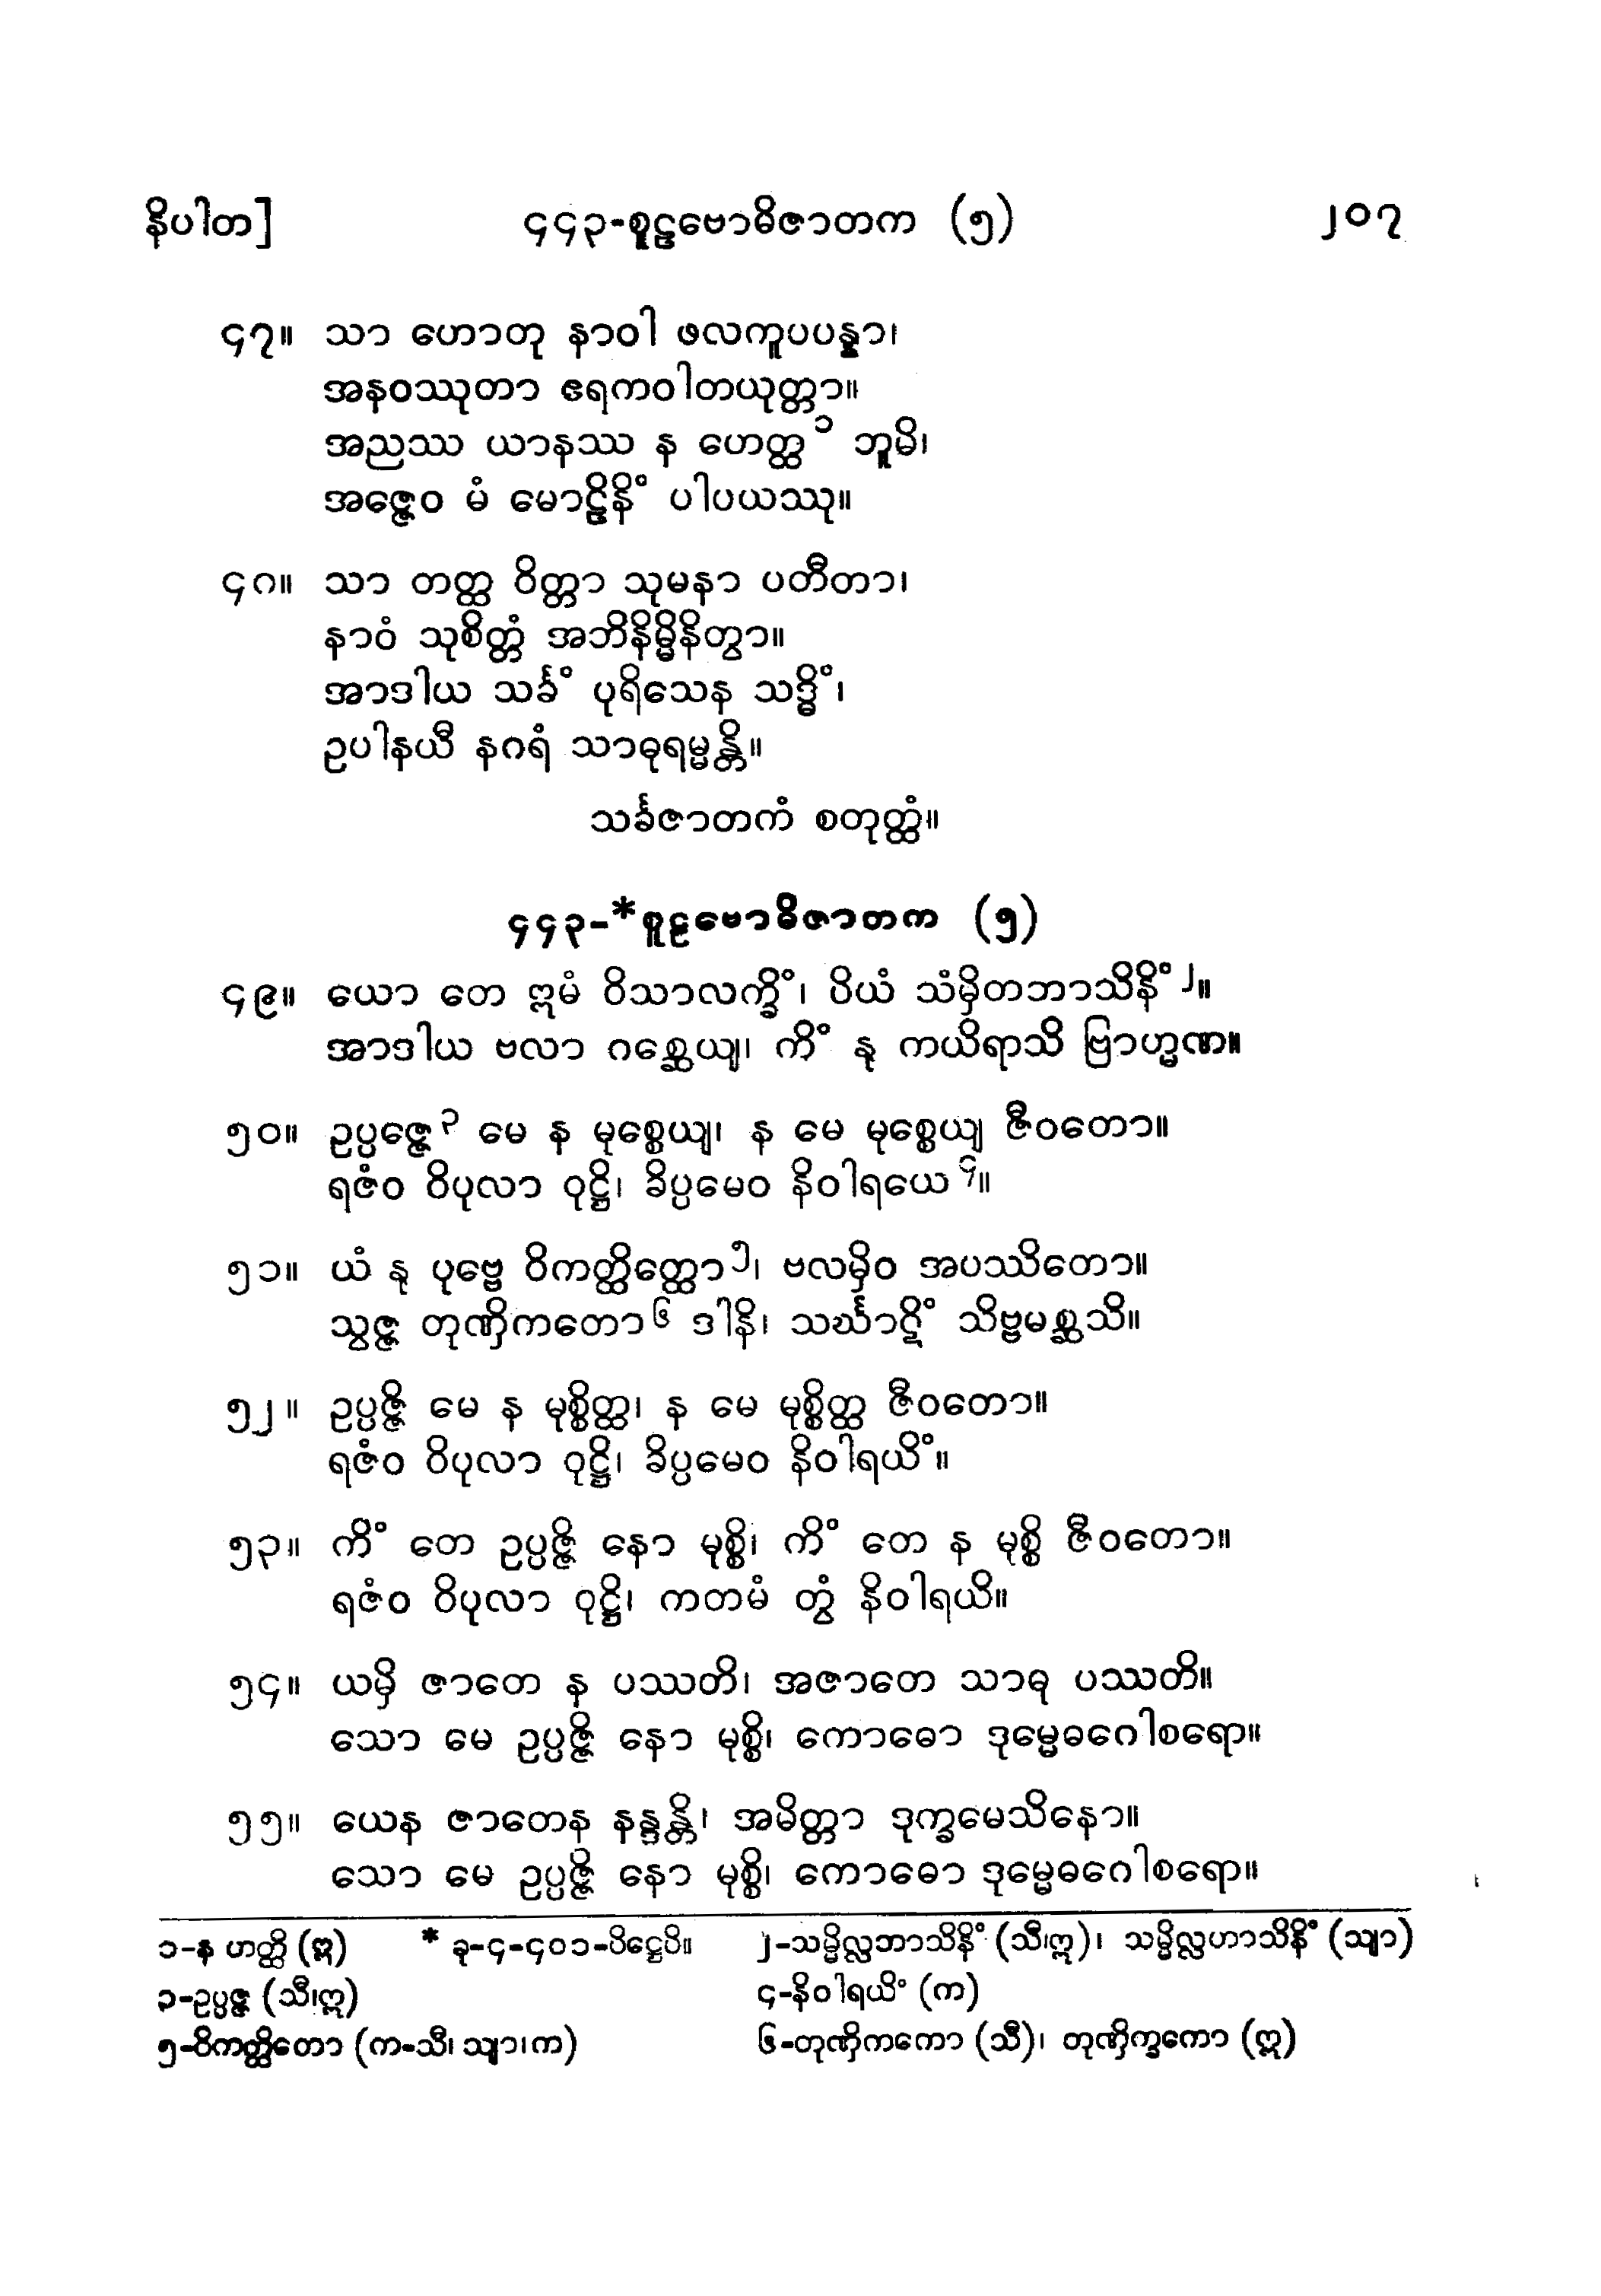 နိပါတ] ၄၄၃-စူဠဗောဓိဇာတက (၅) ၂၀၇
၄၇။ သာ ဟောတု နာဝါ ဖလကူပပန္နာ၊
အနဝဿုတာ ဧရကဝါတယုတ္တာ။
အညဿ ယာနဿ န ဟေတ္ထ ၁ ဘူမိ၊
အဇ္ဇေဝ မံ မောဠိနိံ ပါပယဿု။
၄၈။ သာ တတ္ထ ဝိတ္တာ သုမနာ ပတီတာ၊
နာဝံ သုစိတ္တံ အဘိနိမ္မိနိတွာ။
အာဒါယ သင်္ခံ ပုရိသေန သဒ္ဓိံ၊
ဥပါနယီ နဂရံ သာဓုရမ္မန္တိ။
သင်္ခဇာတကံ စတုတ္ထံ။
၄၄၃-*စူဠဗောဓိဇာတက (၅)
၄၉။ ယော တေ ဣမံ ဝိသာလက္ခိံ၊ ပိယံ သံမှိတဘာသိနိံ ၂။
အာဒါယ ဗလာ ဂစ္ဆေယျ၊ ကိံ နု ကယိရာသိ ဗြာဟ္မဏ။
၅၀။ ဥပ္ပဇ္ဇေ ၃ မေ န မုစ္စေယျ၊ န မေ မုစ္စေယျ ဇီဝတော။
ရဇံဝ ဝိပုလာ ဝုဋ္ဌိ၊ ခိပ္ပမေဝ နိဝါရယေ ၄။
၅၁။ ယံ နု ပုဗ္ဗေ ဝိကတ္ထိတ္ထော ၅၊ ဗလမှိဝ အပဿိတော။
သွဇ္ဇ တုဏှိကတော ၆ ဒါနိ၊ သင်္ဃာဋိံ သိဗ္ဗမစ္ဆသိ။
၅၂။ ဥပ္ပဇ္ဇိ မေ န မုစ္စိတ္ထ၊ န မေ မုစ္စိတ္ထ ဇီဝတော။
ရဇံဝ ဝိပုလာ ဝုဋ္ဌိ၊ ခိပ္ပမေဝ နိဝါရယိံ။
၅၃။ ကိံ တေ ဥပ္ပဇ္ဇိ နော မုစ္စိ၊ ကိံ တေ န မုစ္စိ ဇီဝတော။
ရဇံဝ ဝိပုလာ ဝုဋ္ဌိ၊ ကတမံ တွံ နိဝါရယိ။
၅၄။ ယမှိ ဇာတေ န ပဿတိ၊ အဇာတေ သာဓု ပဿတိ။
သော မေ ဥပ္ပဇ္ဇိ နော မုစ္စိ၊ ကောဓော ဒုမ္မေဓဂေါစရော။
၅၅။ ယေန ဇာတေန နန္ဒန္တိ၊ အမိတ္တာ ဒုက္ခမေသိနော။
သော မေ ဥပ္ပဇ္ဇိ နော မုစ္စိ၊ ကောဓော ဒုမ္မေဓဂေါစရော။
၁-န ဟတ္ထိ (ဣ) * ခု-၄-၄၀၁-ပိဋ္ဌေပိ။ ၂-သမ္မိလ္လဘာသိနိံ (သီ၊ဣ)၊ သမ္မိလ္လဟာသိနိံ (သျာ)
၃-ဥပ္ပဇ္ဇ (သီ၊ဣ) ၄-နိဝါရယိံ (က)
၅-ဝိကတ္ထိတော (က-သီ၊ သျာ၊က) ၆-တုဏှိကကော (သီ)၊ တုဏှိက္ခကော (ဣ)